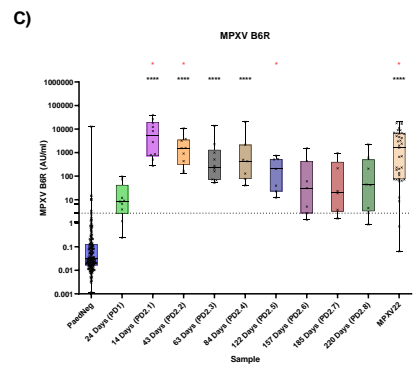 C)
MPXV B6R
* * * *
**** **** **** **** ****
1000000
100000
10000
1000
100
10
1
0.1
0.01
0.001
MPXV B6R (AU/ml)
PaedNeg
24 Days (PD1)
14 Days (PD2.1)
43 Days (PD2.2)
63 Days (PD2.3)
84 Days (PD2.4)
122 Days (PD2.5)
157 Days (PD2.6)
185 Days (PD2.7)
220 Days (PD2.8)
MPXV22
Sample